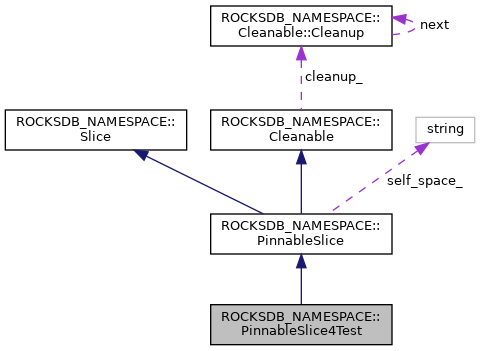 ROCKSDB_NAMESPACE::
Cleanable::Cleanup
next
cleanup_
ROCKSDB_NAMESPACE::
Slice
ROCKSDB_NAMESPACE::
Cleanable
string
self_space_
ROCKSDB_NAMESPACE::
PinnableSlice
ROCKSDB_NAMESPACE::
PinnableSlice4Test